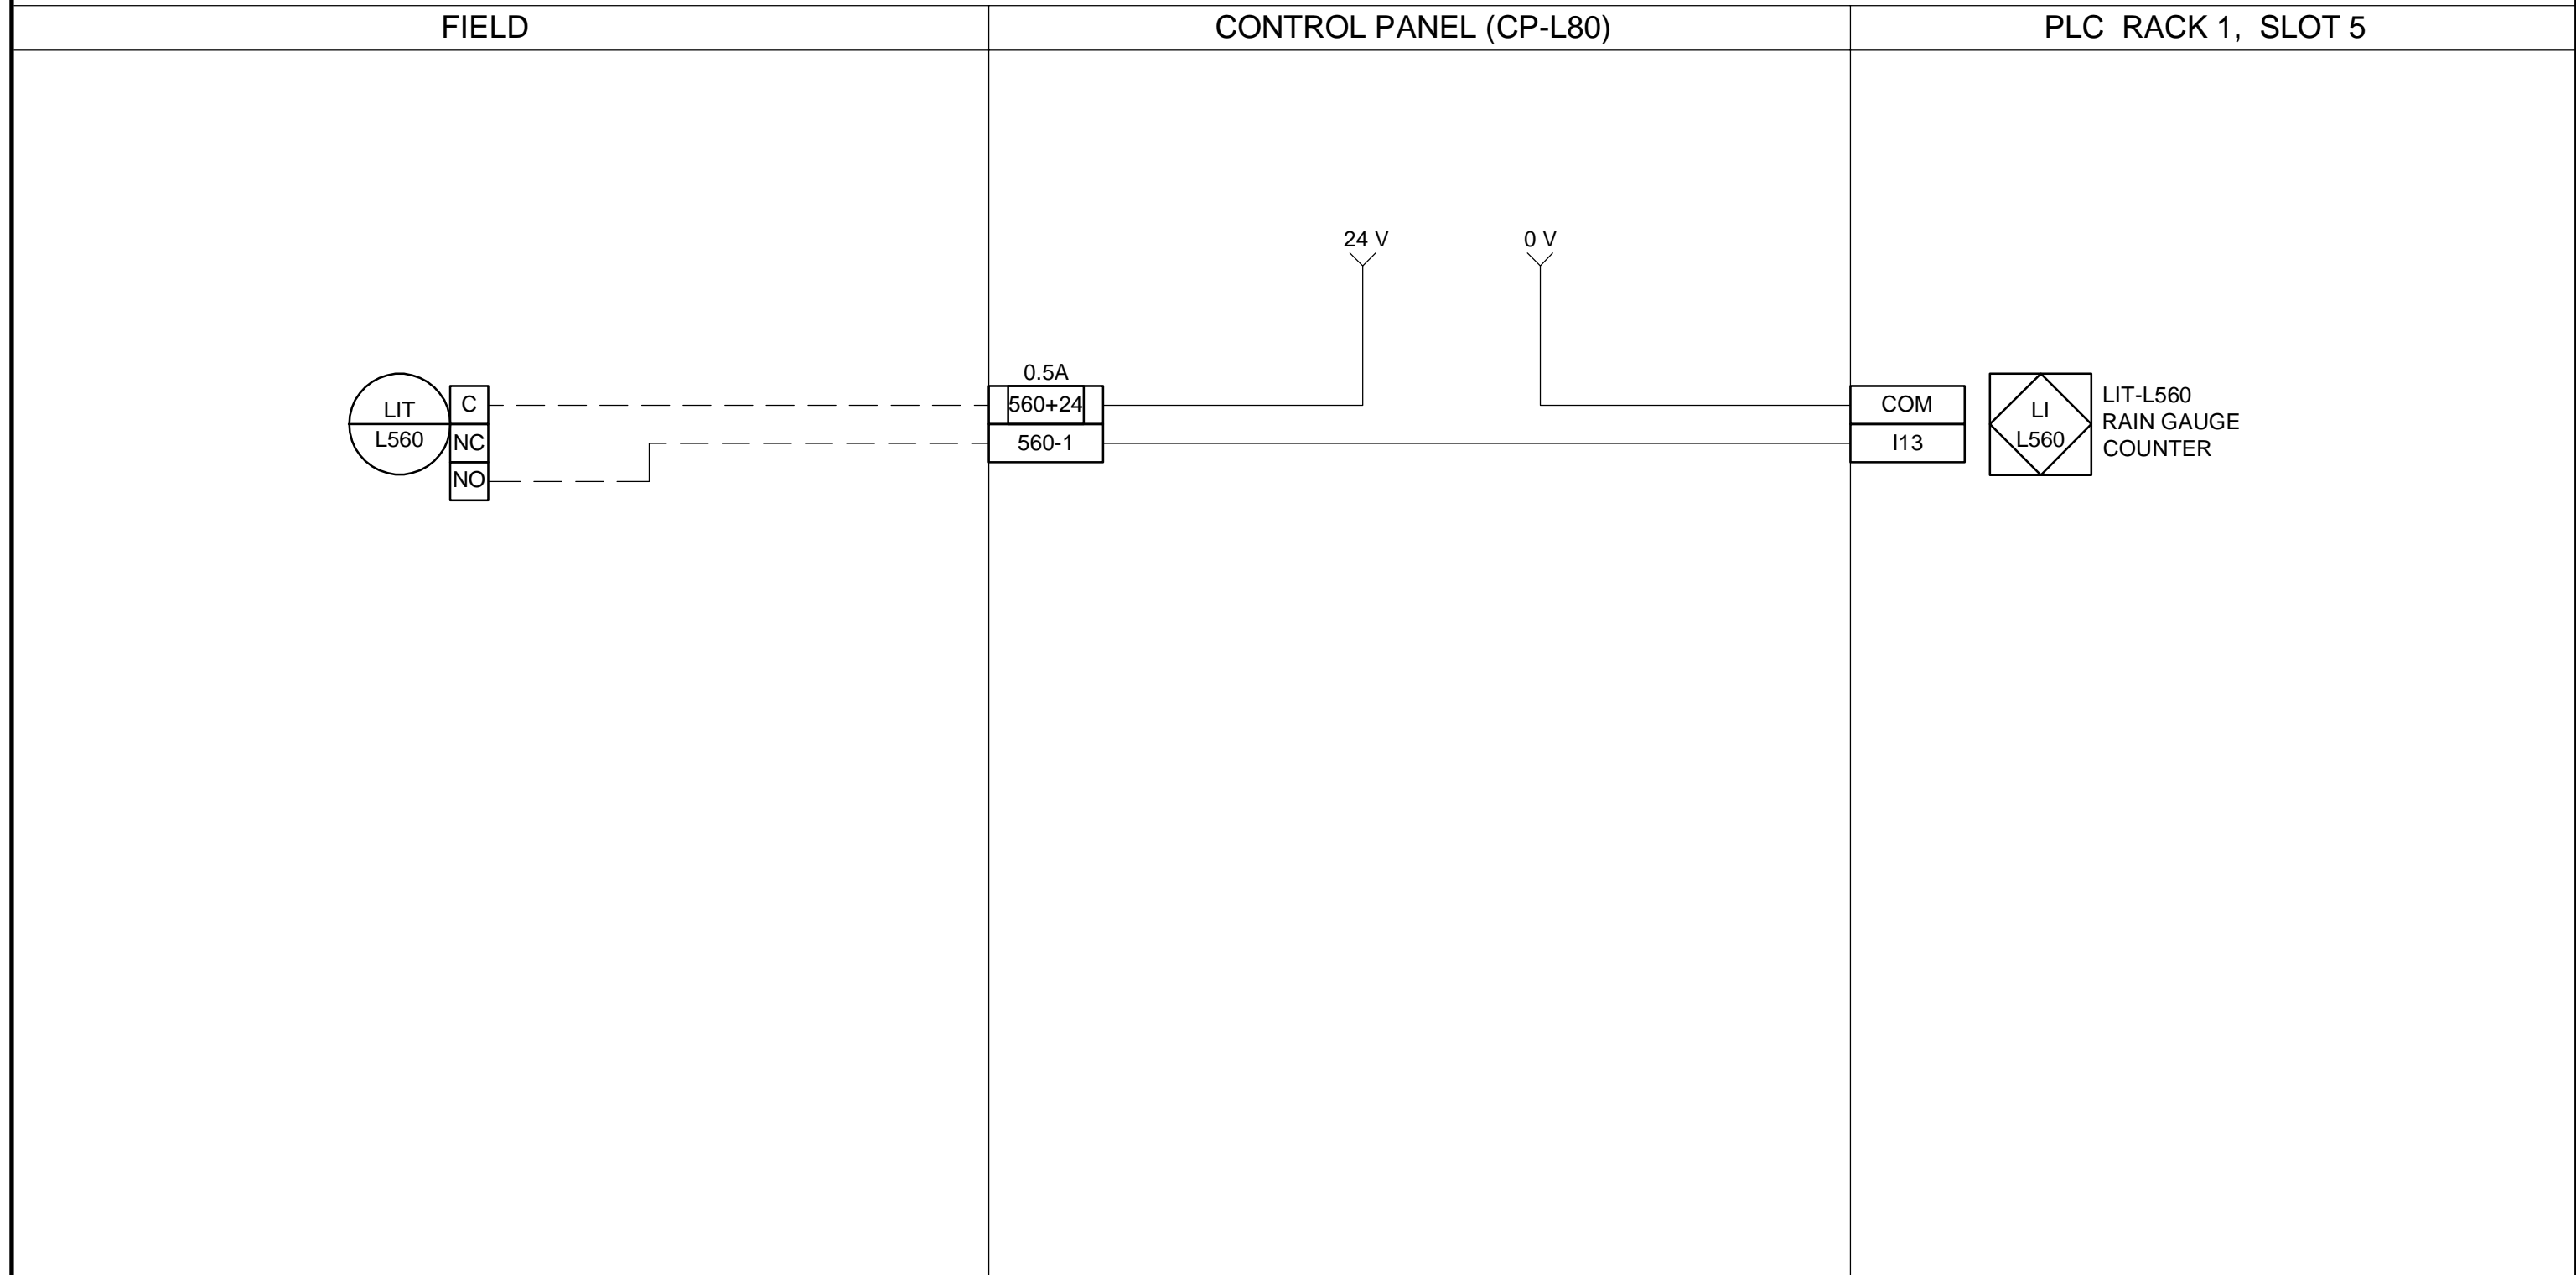 FIELD
CONTROL PANEL (CP-L80)
PLC RACK 1, SLOT 5
24 V
0 V
0.5A
LIT
L560
C
NC
NO
560+24
560-1
COM
I13
LI
L560
LIT-L560
RAIN GAUGE
COUNTER